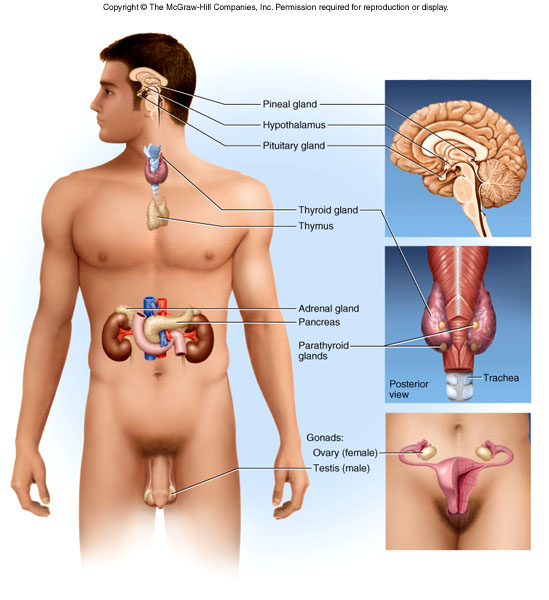 Copyright © The McGraw-Hill Companies, Inc. Permission required for reproduction or display.
Pineal gland
Hypothalamus
Pituitary gland
Thyroid gland
Thymus
Adrenal gland
Pancreas
Parathyroid
glands
Posterior
view
Trachea
Gonads:
Ovary (female)
Testis (male)